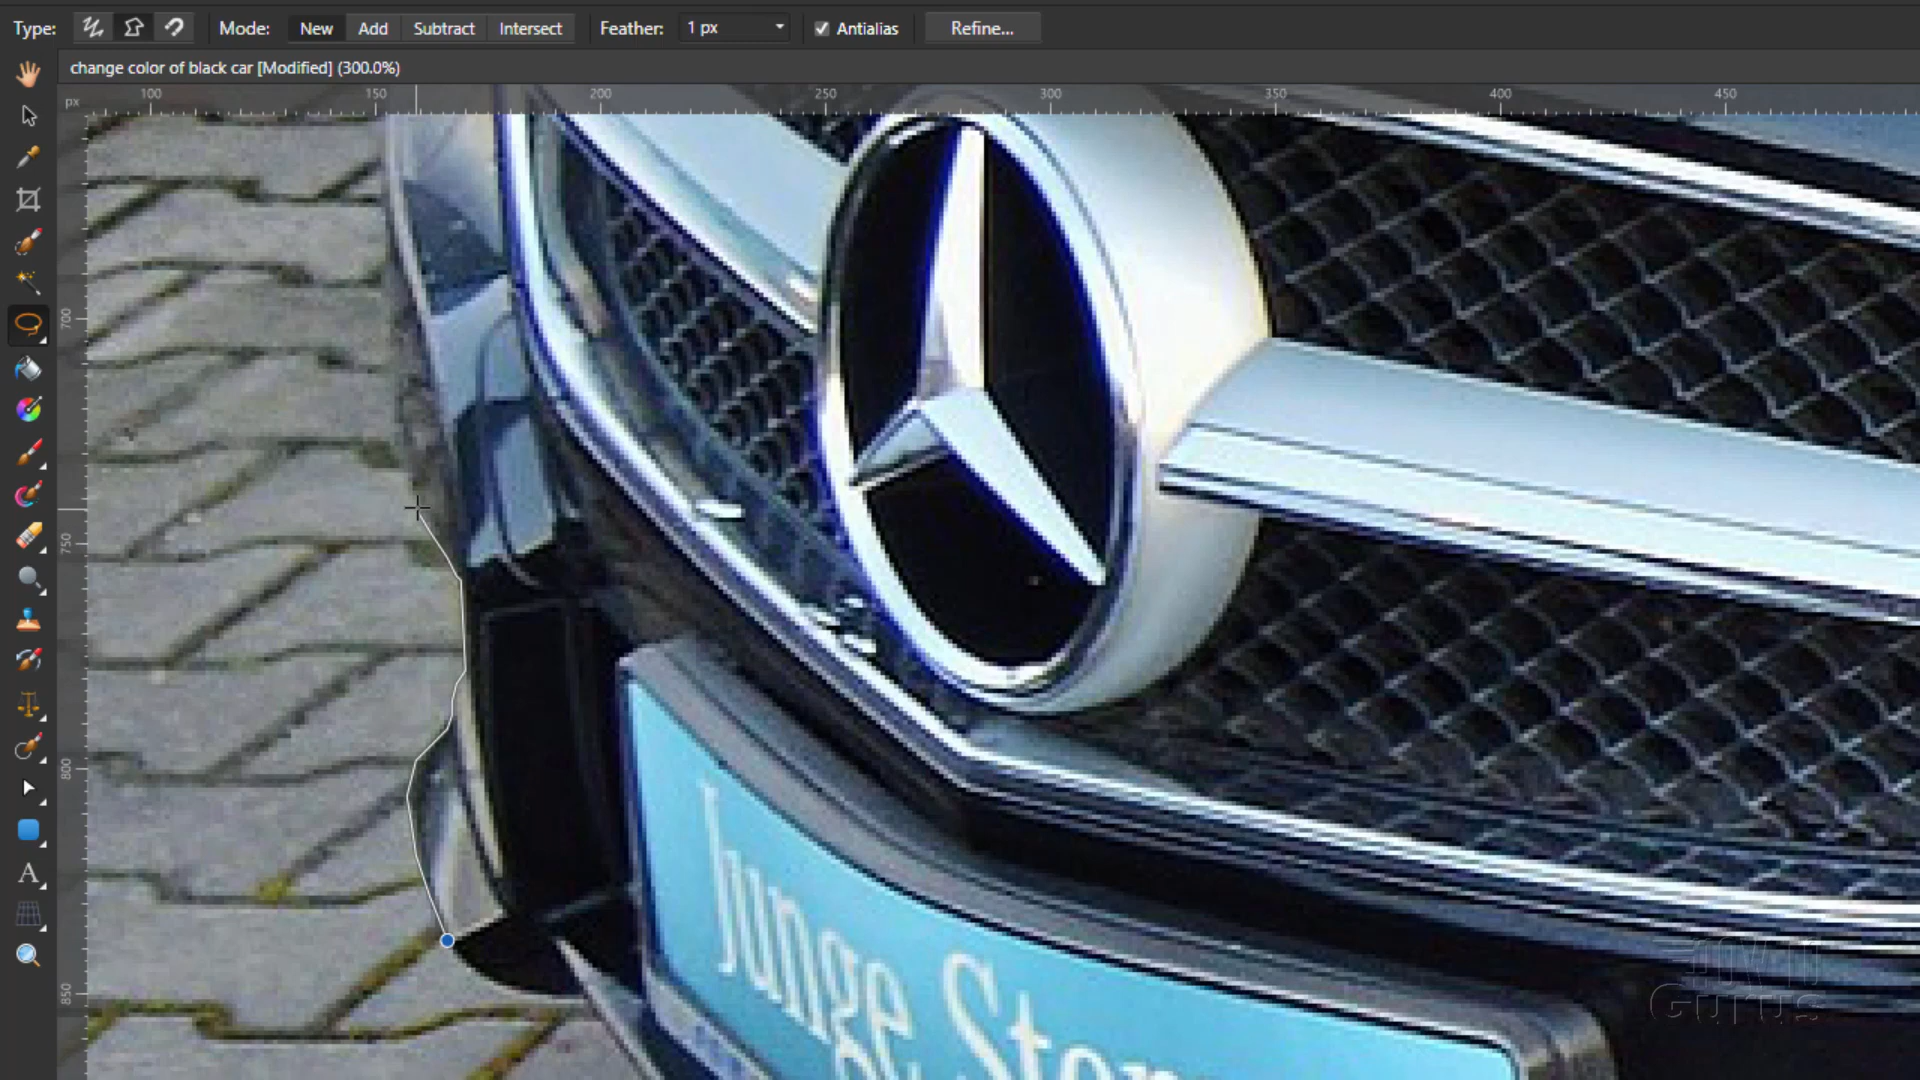 Type: Mode: New Add Subtract Intersect Feather: 1 px Antialias Refine...
change color of black car [Modified] (300.0%)
px 100 150 200 250 300 350 400 450
700
750
800
850
A
Junge Ster
Gurus